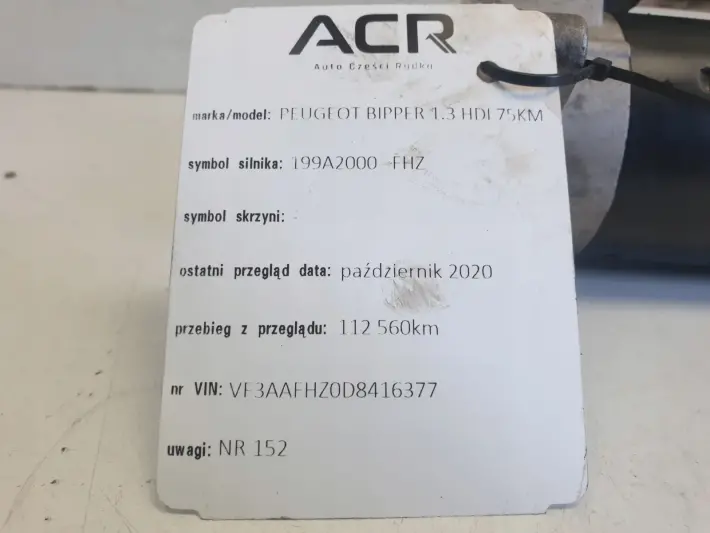 ACR
Auto Części Rydku
marka/model: PEUGEOT BIPPER 1.3 HDI 75KM
symbol silnika: 199A2000 FHZ
symbol skrzyni: -
ostatni przegląd data: październik 2020
przebieg z przeglądu: 112 560km
nr VIN: VF3AAFHZ0D8416377
uwagi: NR 152